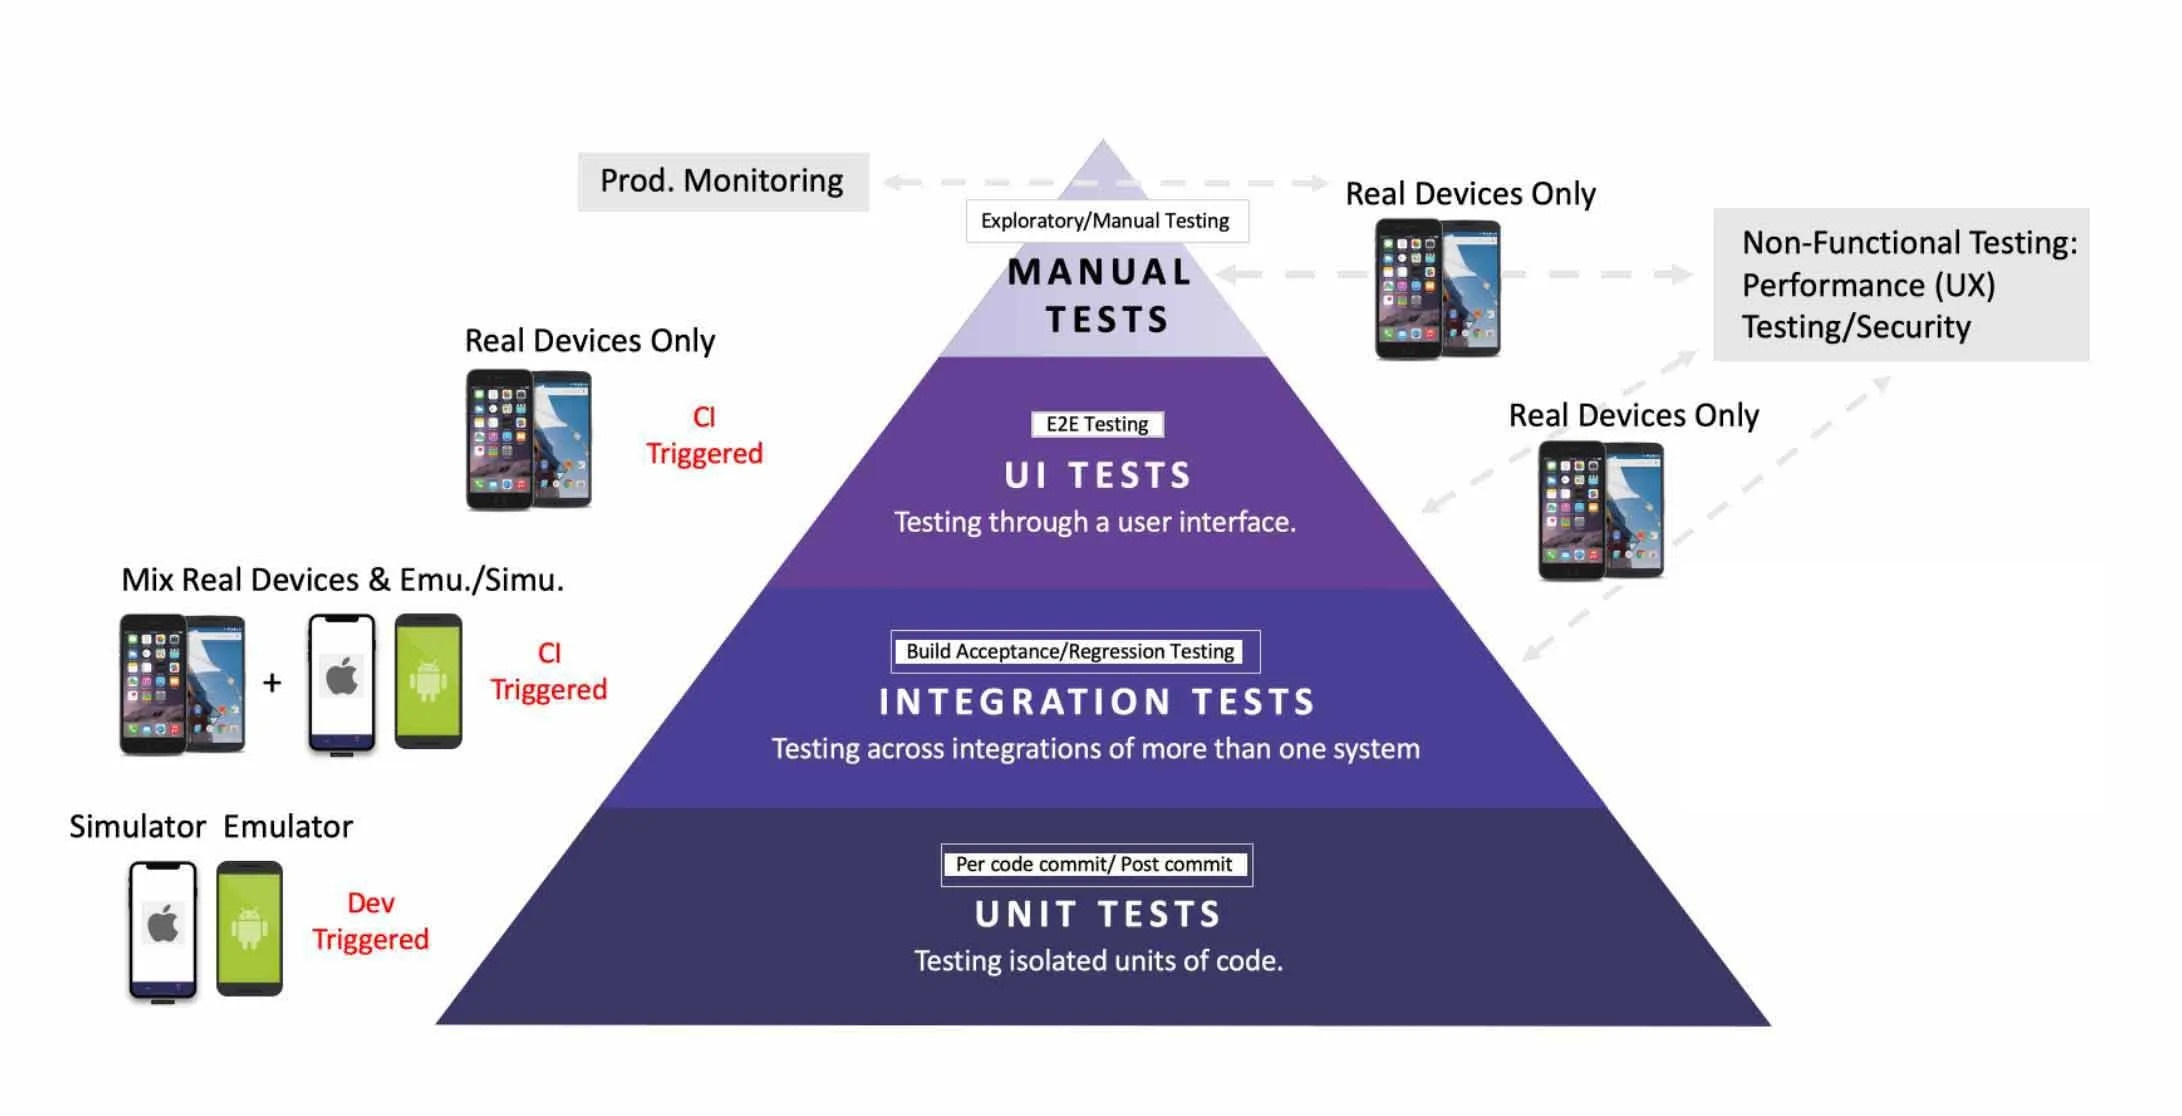 Prod. Monitoring
Real Devices Only
Exploratory/Manual Testing
Non-Functional Testing:
Performance (UX)
Testing/Security
MANUAL
TESTS
Real Devices Only
CI
Triggered
E2E Testing
UI TESTS
Testing through a user interface.
Real Devices Only
Mix Real Devices & Emu./Simu.
+
CI
Triggered
Build Acceptance/Regression Testing
INTEGRATION TESTS
Testing across integrations of more than one system
Simulator Emulator
Dev
Triggered
Per code commit/ Post commit
UNIT TESTS
Testing isolated units of code.